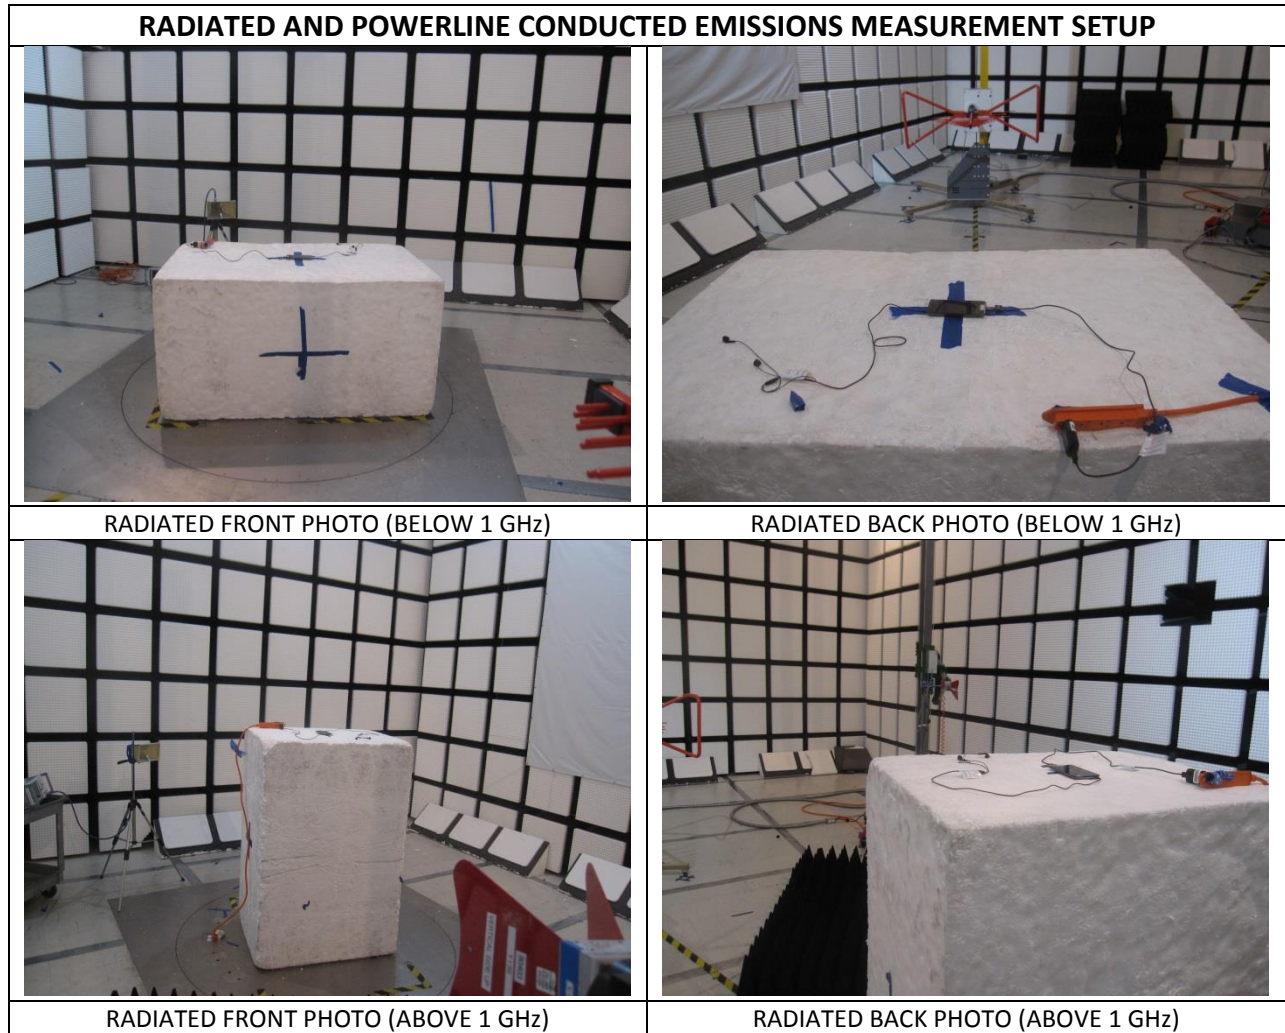 RADIATED AND POWERLINE CONDUCTED EMISSIONS MEASUREMENT SETUP
RADIATED FRONT PHOTO (BELOW 1 GHz)
RADIATED BACK PHOTO (BELOW 1 GHz)
RADIATED FRONT PHOTO (ABOVE 1 GHz)
RADIATED BACK PHOTO (ABOVE 1 GHz)